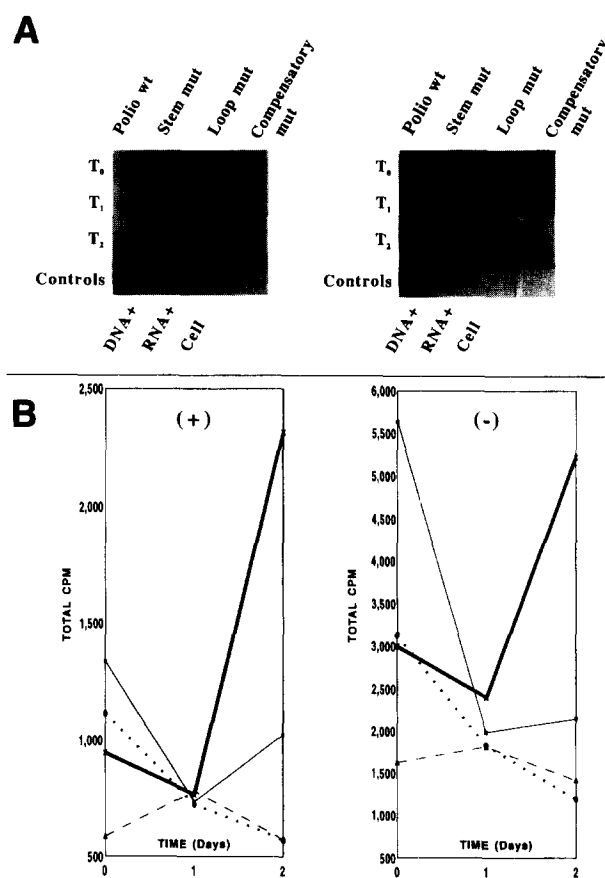 A
Polio wt
Stem mut
Loop mut
Compensatory
mut
T₀
T₁
T₂
Controls
DNA+
RNA+
Cell
Polio wt
Stem mut
Loop mut
Compensatory
mut
T₀
T₁
T₂
Controls
DNA+
RNA+
Cell
B
(+)
2,500
2,000
1,500
1,000
500
TOTAL CPM
TIME (Days)
0
1
2
(-)
6,000
5,500
5,000
4,500
4,000
3,500
3,000
2,500
2,000
1,500
1,000
500
TOTAL CPM
TIME (Days)
0
1
2